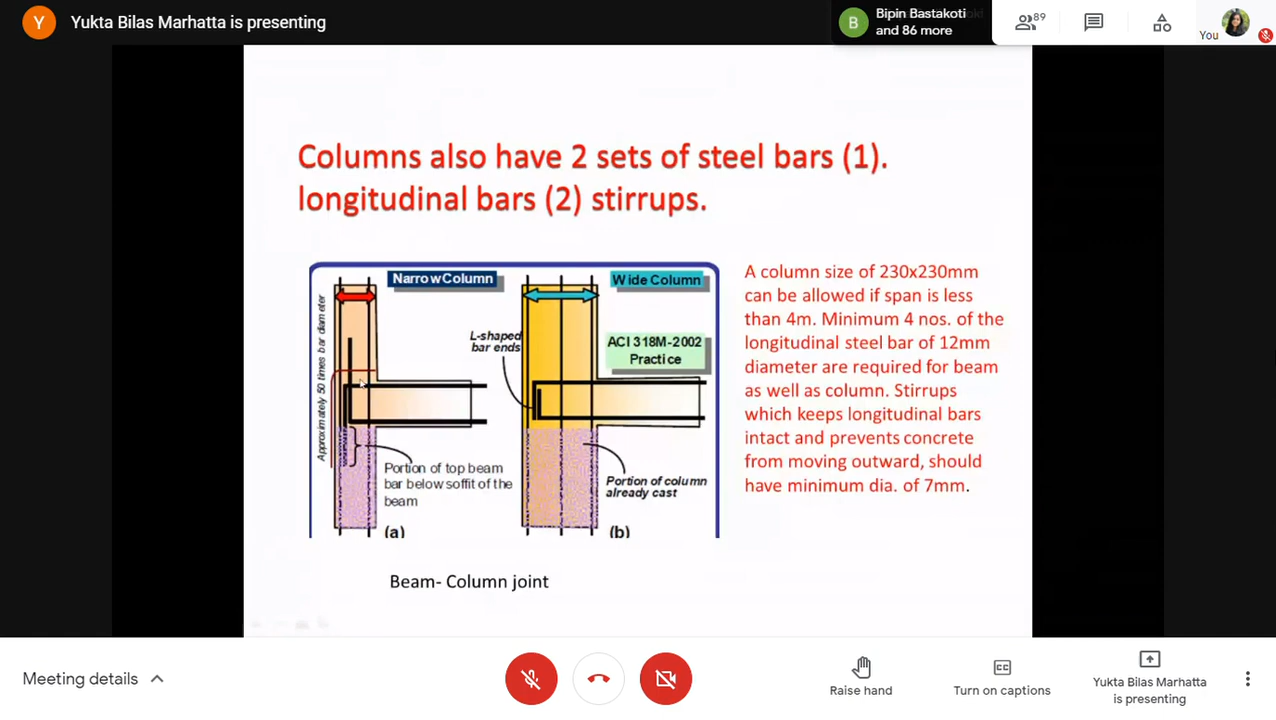 Y
Yukta Bilas Marhatta is presenting
B
Bipin Bastakoti
and 86 more
89
You
Columns also have 2 sets of steel bars (1).
longitudinal bars (2) stirrups.
Narrow Column
Wide Column
Approximately 50 times bar diameter
L-shaped
bar ends
ACI 318M-2002
Practice
Portion of top beam
bar below soffit of the
beam
Portion of column
already cast
(a)
(b)
A column size of 230x230mm
can be allowed if span is less
than 4m. Minimum 4 nos. of the
longitudinal steel bar of 12mm
diameter are required for beam
as well as column. Stirrups
which keeps longitudinal bars
intact and prevents concrete
from moving outward, should
have minimum dia. of 7mm.
Beam- Column joint
Meeting details
Raise hand
CC
Turn on captions
Yukta Bilas Marhatta
is presenting